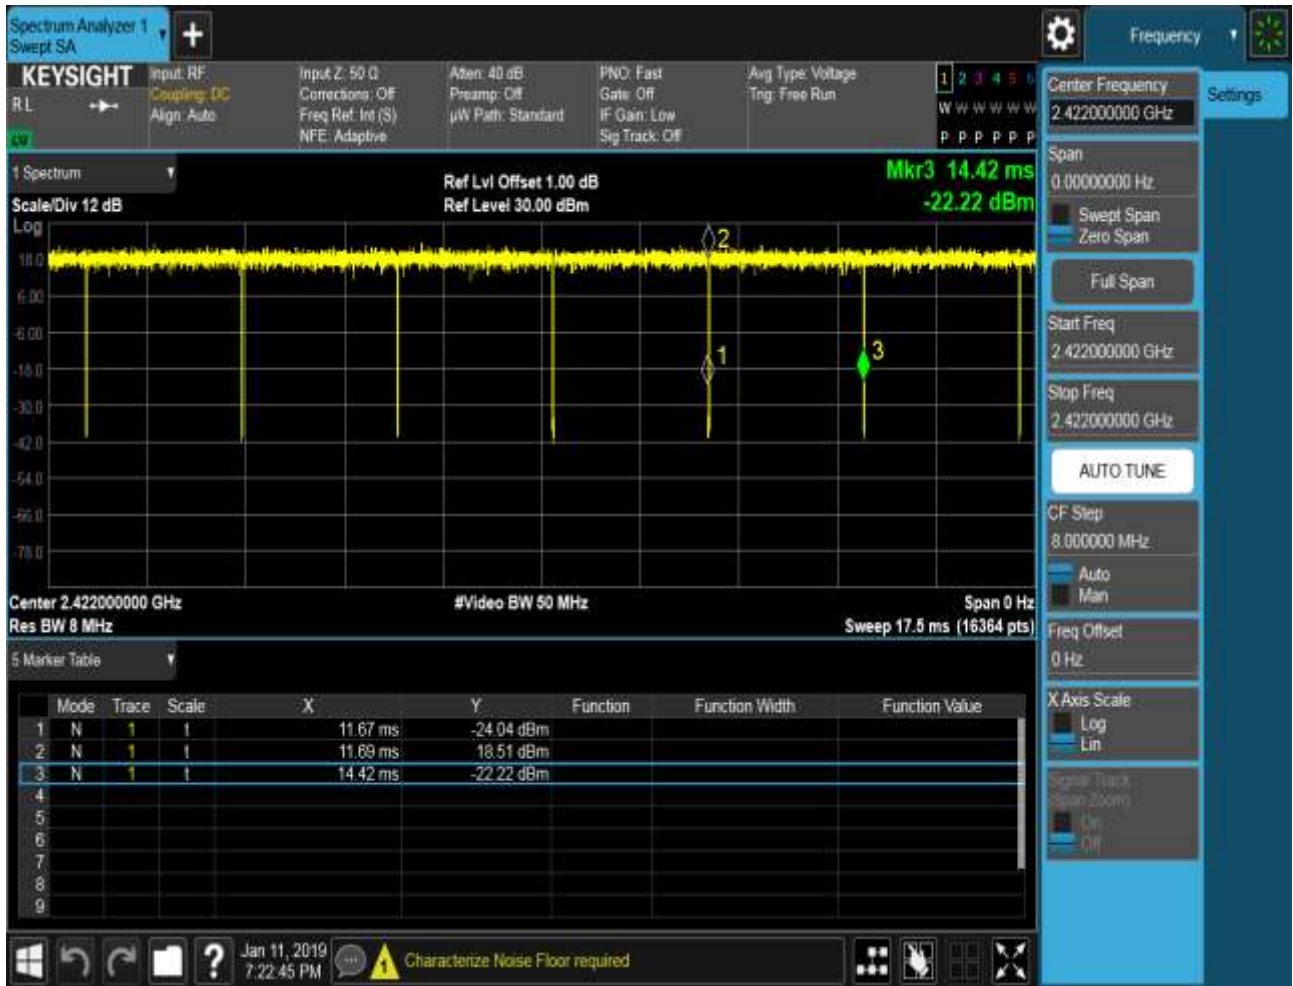 Spectrum Analyzer 1
Swept SA
Frequency
KEYSIGHT
R L
Input: RF
Coupling: DC
Align: Auto
Input Z: 50 Ω
Corrections: Off
Freq Ref: Int (S)
NFE: Adaptive
Atten: 40 dB
Preamp: Off
µW Path: Standard
PNO: Fast
Gate: Off
IF Gain: Low
Sig Track: Off
Avg Type: Voltage
Trig: Free Run
1 2 3 4 5 6
W W W W W W
P P P P P P
1 Spectrum
Scale/Div 12 dB
Ref Lvl Offset 1.00 dB
Ref Level 30.00 dBm
Mkr3 14.42 ms
-22.22 dBm
Log
18.0
6.00
-6.00
-18.0
-30.0
-42.0
-54.0
-66.0
-78.0
2
1
3
Center 2.422000000 GHz
#Video BW 50 MHz
Span 0 Hz
Res BW 8 MHz
Sweep 17.5 ms (16364 pts)
5 Marker Table
Mode Trace Scale X Y Function Function Width Function Value
1 N 1 t 11.67 ms -24.04 dBm
2 N 1 t 11.69 ms 18.51 dBm
3 N 1 t 14.42 ms -22.22 dBm
4
5
6
7
8
9
Jan 11, 2019
7:22:45 PM
1
Characterize Noise Floor required
?
Center Frequency
2.422000000 GHz
Settings
Span
0.00000000 Hz
Swept Span
Zero Span
Full Span
Start Freq
2.422000000 GHz
Stop Freq
2.422000000 GHz
AUTO TUNE
CF Step
8.000000 MHz
Auto
Man
Freq Offset
0 Hz
X Axis Scale
Log
Lin
Signal Track
(Span Zoom)
On
Off